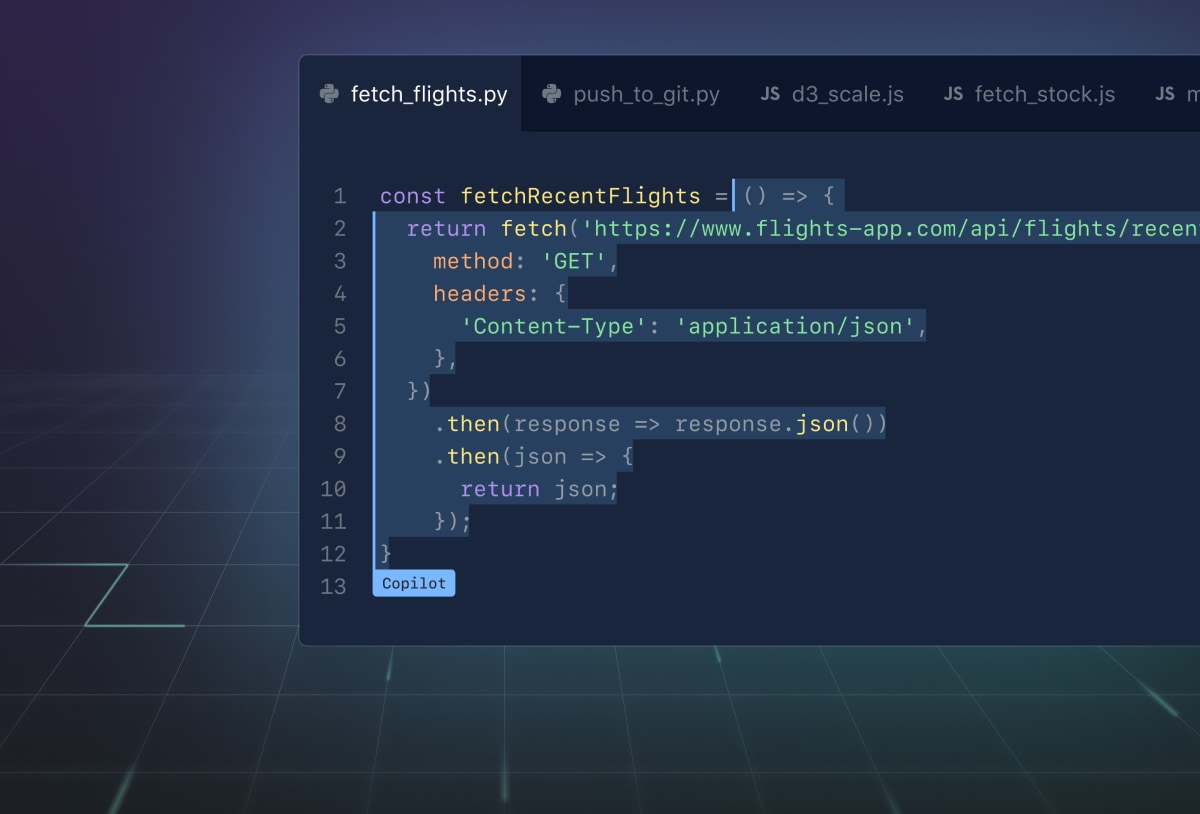 fetch_flights.py push_to_git.py JS d3_scale.js JS fetch_stock.js JS
1 const fetchRecentFlights = () => {
2 return fetch('https://www.flights-app.com/api/flights/recen
3 method: 'GET',
4 headers: {
5 'Content-Type': 'application/json',
6 },
7 })
8 .then(response => response.json())
9 .then(json => {
10 return json;
11 });
12 }
13 Copilot